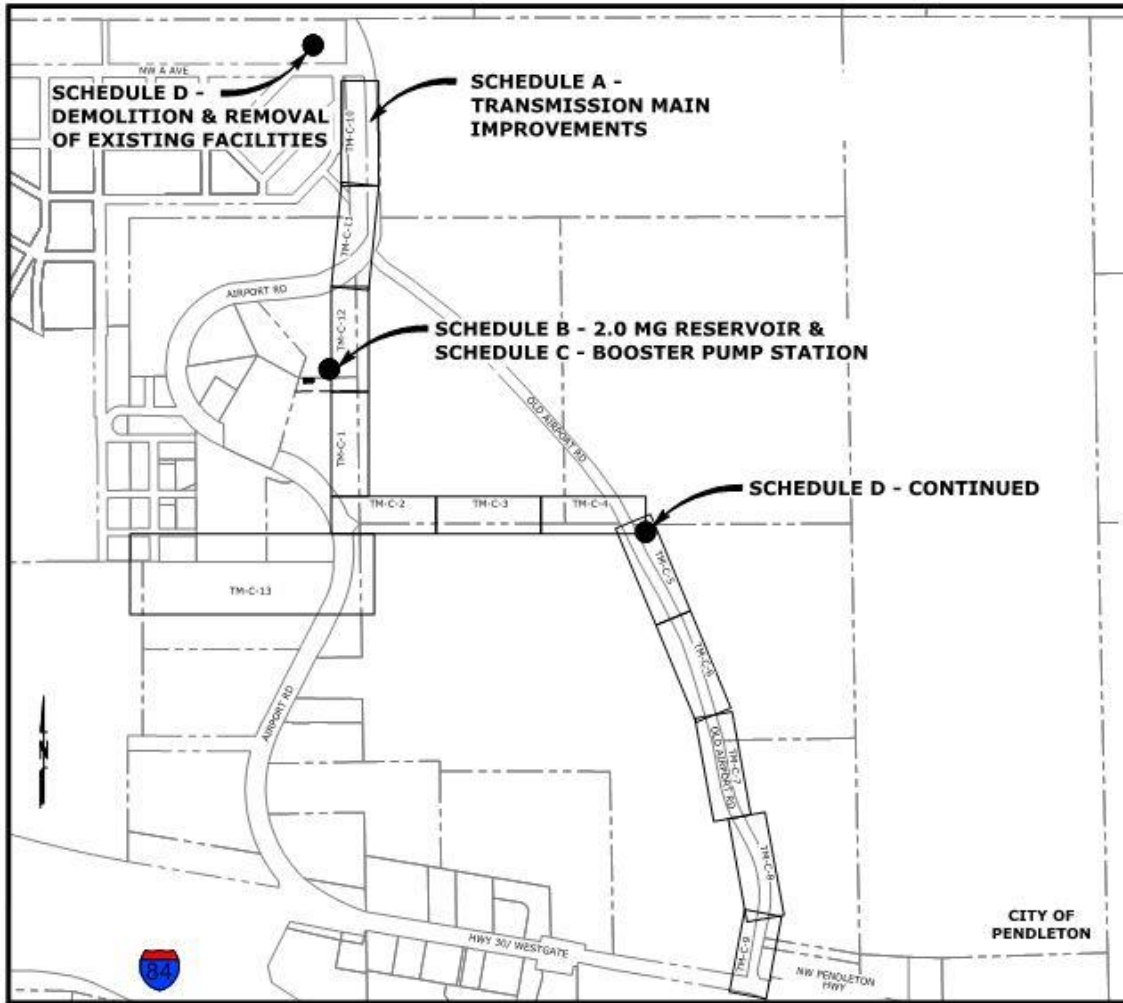 NW A AVE
SCHEDULE D -
DEMOLITION & REMOVAL
OF EXISTING FACILITIES
SCHEDULE A -
TRANSMISSION MAIN
IMPROVEMENTS
TM-C-10
TM-C-11
AIRPORT RD
TM-C-12
SCHEDULE B - 2.0 MG RESERVOIR &
SCHEDULE C - BOOSTER PUMP STATION
OLD AIRPORT RD
TM-C-1
TM-C-2
TM-C-3
TM-C-4
SCHEDULE D - CONTINUED
TM-C-5
TM-C-13
TM-C-6
AIRPORT RD
N
OLD AIRPORT RD
TM-C-7
TM-C-8
CITY OF
PENDLETON
HWY 30/ WESTGATE
TM-C-9
NW PENDLETON
HWY
84